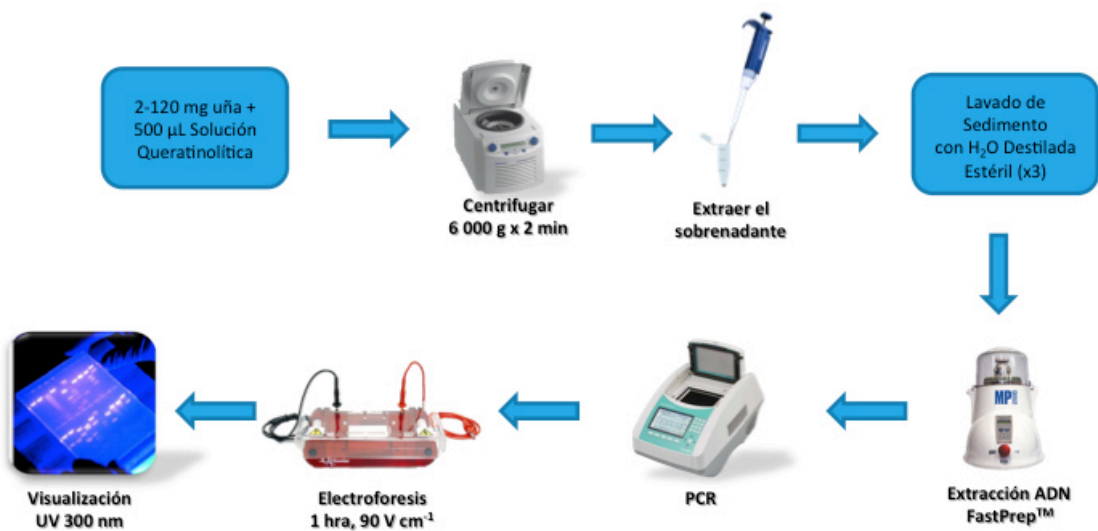 2-120 mg uña +
500 µL Solución
Queratinolítica
Centrifugar
6 000 g x 2 min
Extraer el
sobrenadante
Lavado de
Sedimento
con H₂O Destilada
Estéril (x3)
MP
Extracción ADN
FastPrep™
PCR
Electroforesis
1 hra, 90 V cm⁻¹
Visualización
UV 300 nm